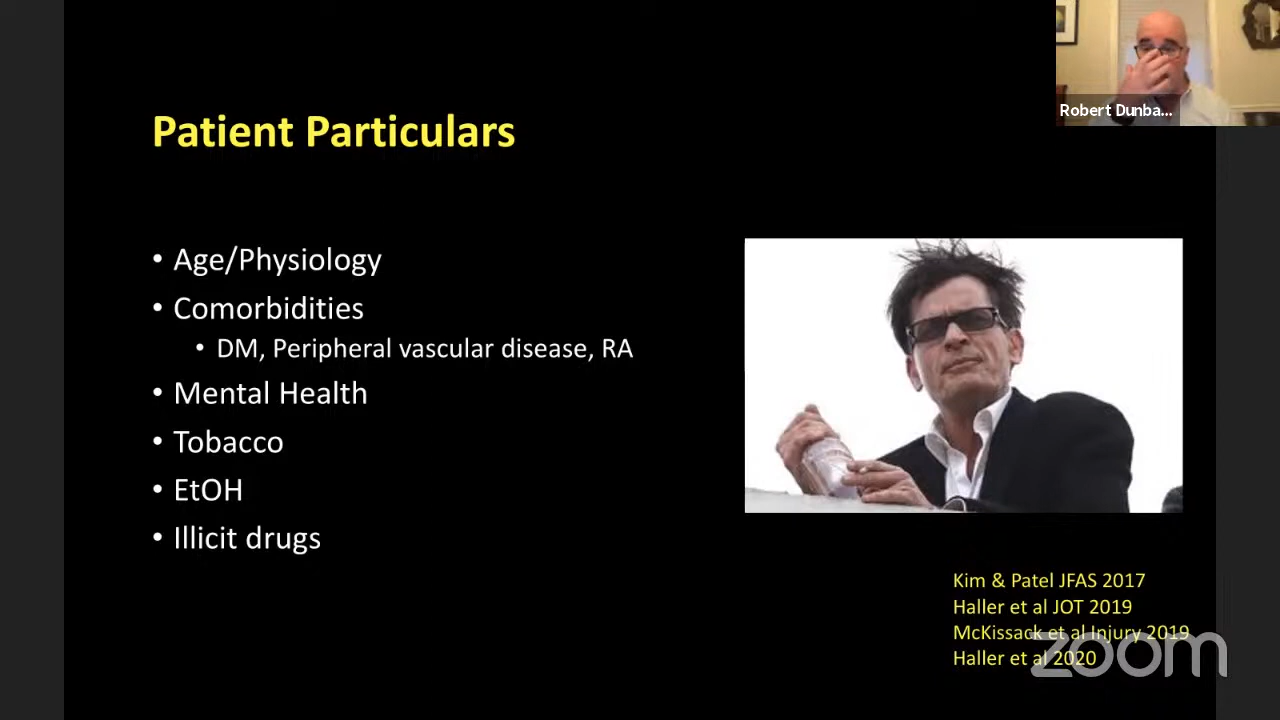 Robert Dunba...
Patient Particulars
• Age/Physiology
• Comorbidities
• DM, Peripheral vascular disease, RA
• Mental Health
• Tobacco
• EtOH
• Illicit drugs
Kim & Patel JFAS 2017
Haller et al JOT 2019
McKissack et al Injury 2019
Haller et al 2020
zoom